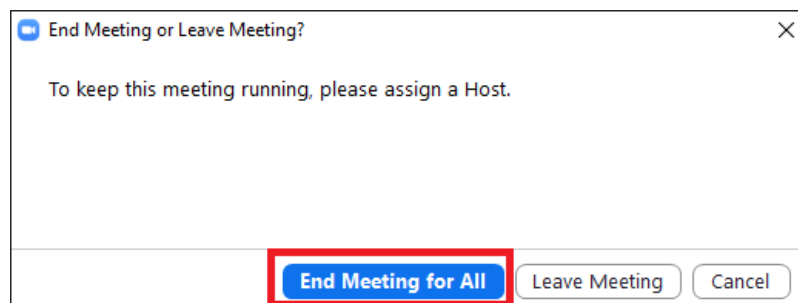 End Meeting or Leave Meeting?
To keep this meeting running, please assign a Host.
End Meeting for All Leave Meeting Cancel